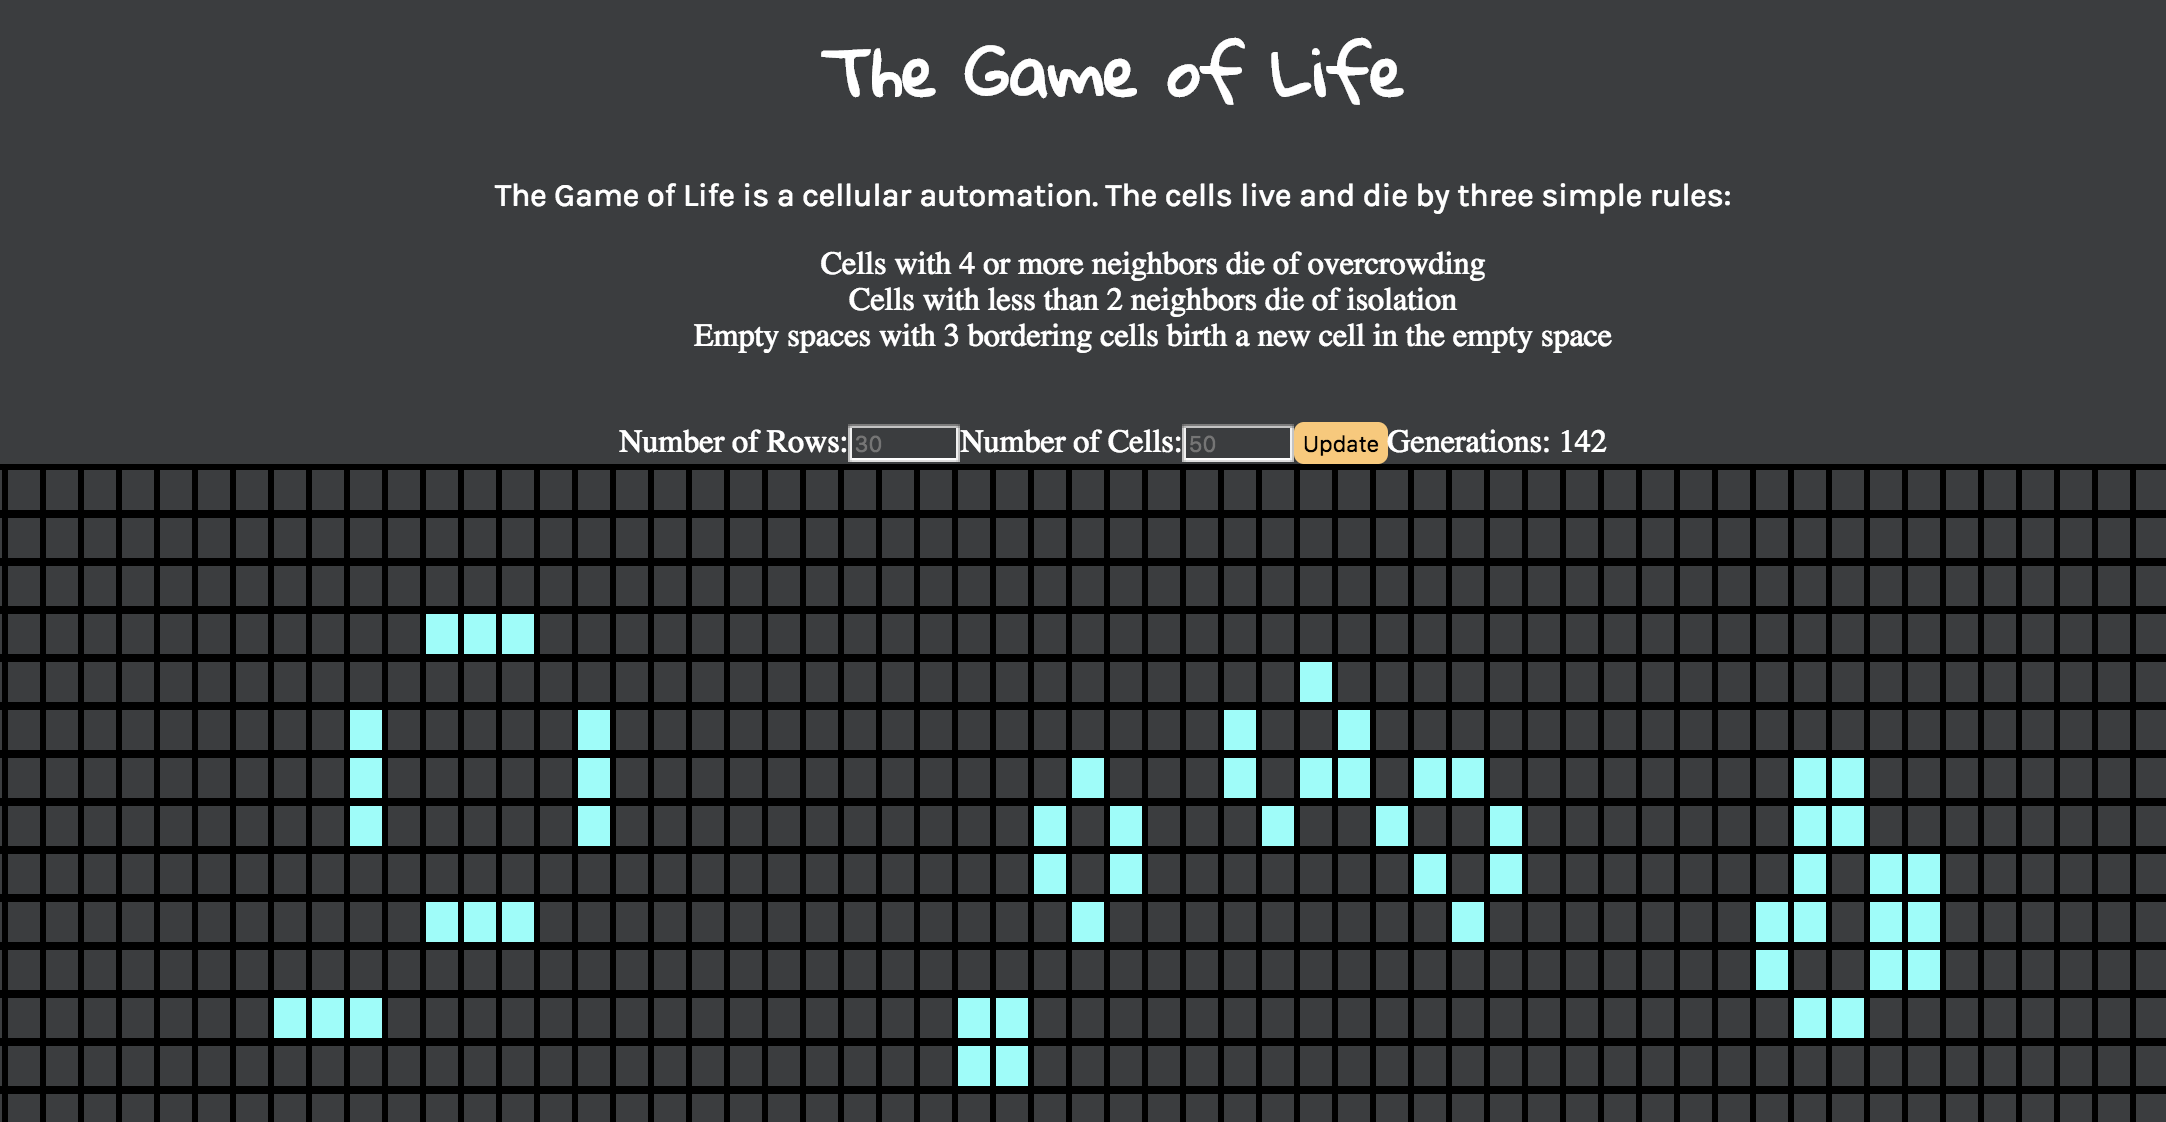 The Game of Life
The Game of Life is a cellular automation. The cells live and die by three simple rules:
Cells with 4 or more neighbors die of overcrowding
Cells with less than 2 neighbors die of isolation
Empty spaces with 3 bordering cells birth a new cell in the empty space
Number of Rows: 30 Number of Cells: 50 Update Generations: 142